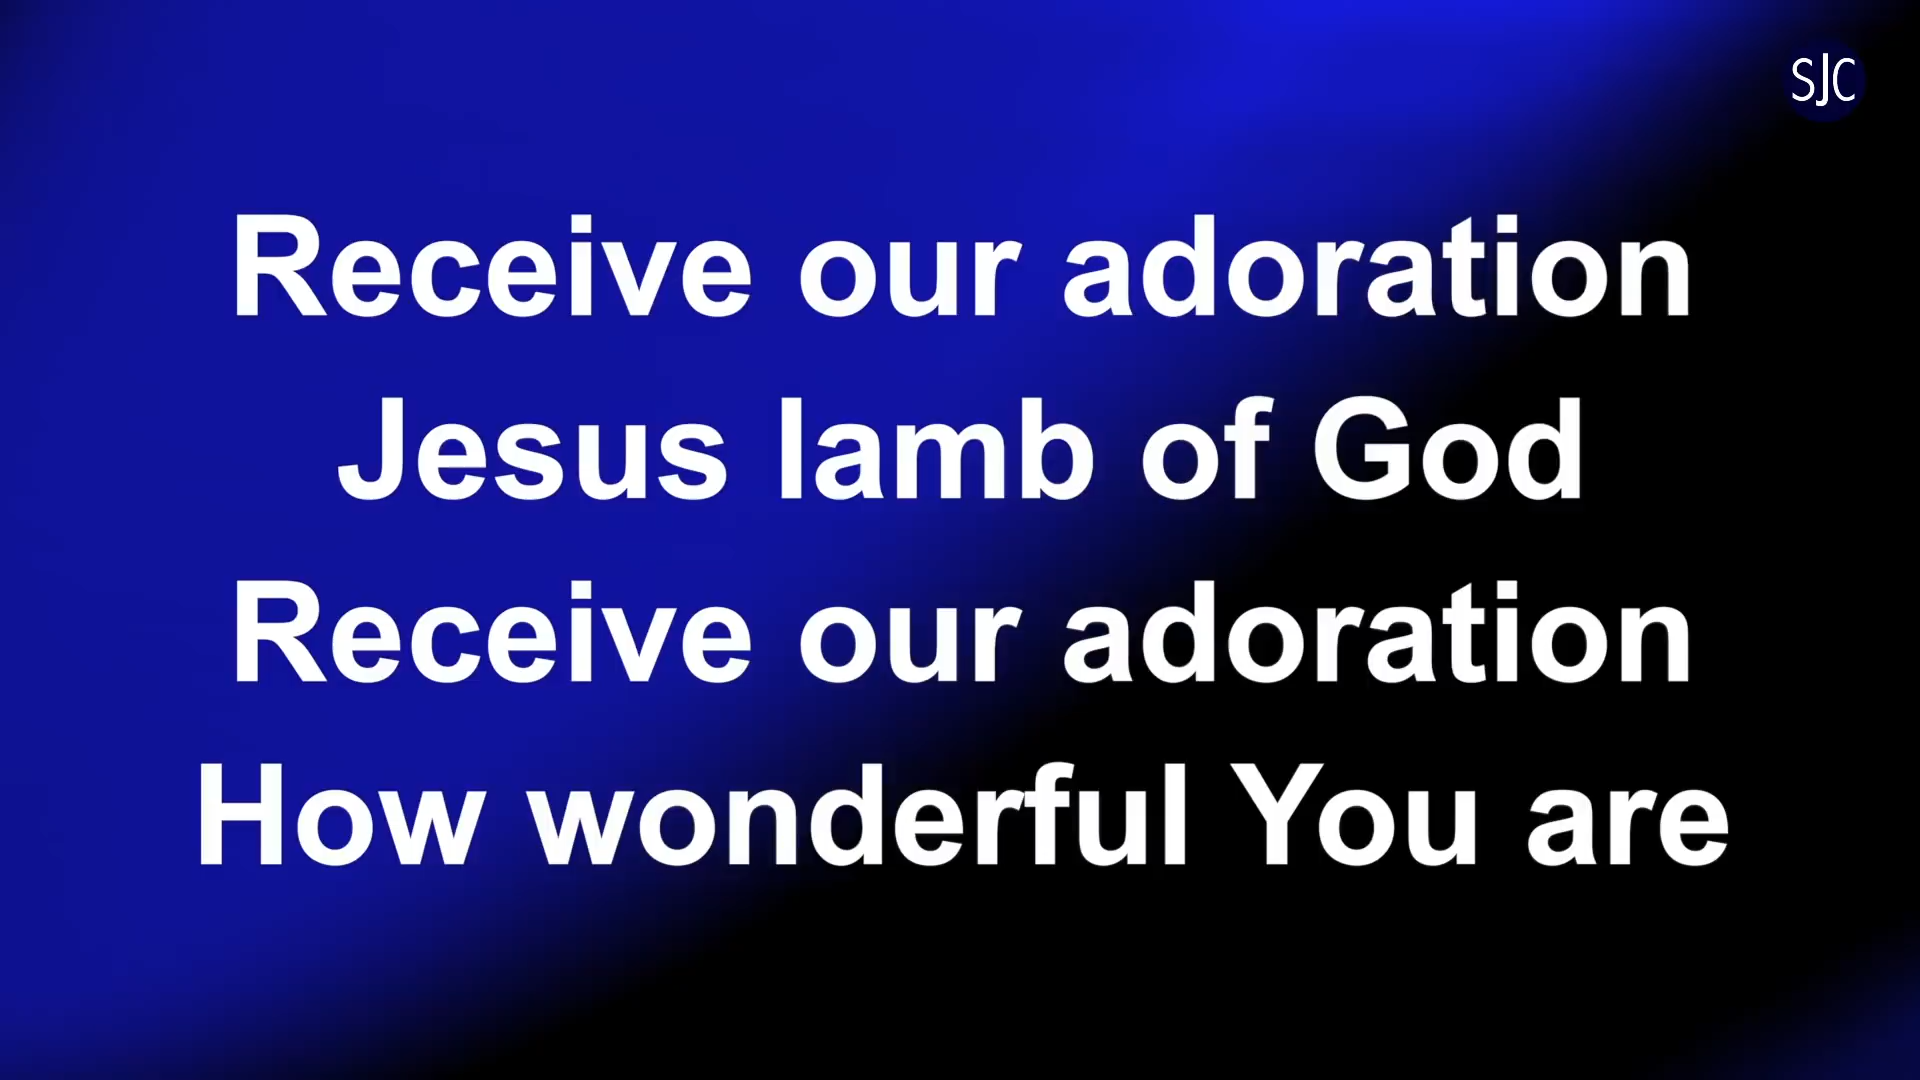 SJC
Receive our adoration
Jesus lamb of God
Receive our adoration
How wonderful You are